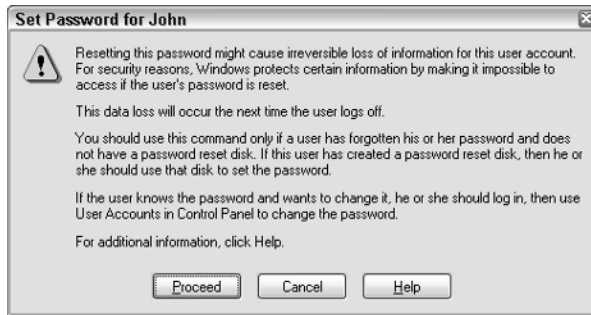 Set Password for John
Resetting this password might cause irreversible loss of information for this user account.
For security reasons, Windows protects certain information by making it impossible to
access if the user's password is reset.
This data loss will occur the next time the user logs off.
You should use this command only if a user has forgotten his or her password and does
not have a password reset disk. If this user has created a password reset disk, then he or
she should use that disk to set the password.
If the user knows the password and wants to change it, he or she should log in, then use
User Accounts in Control Panel to change the password.
For additional information, click Help.
Proceed Cancel Help